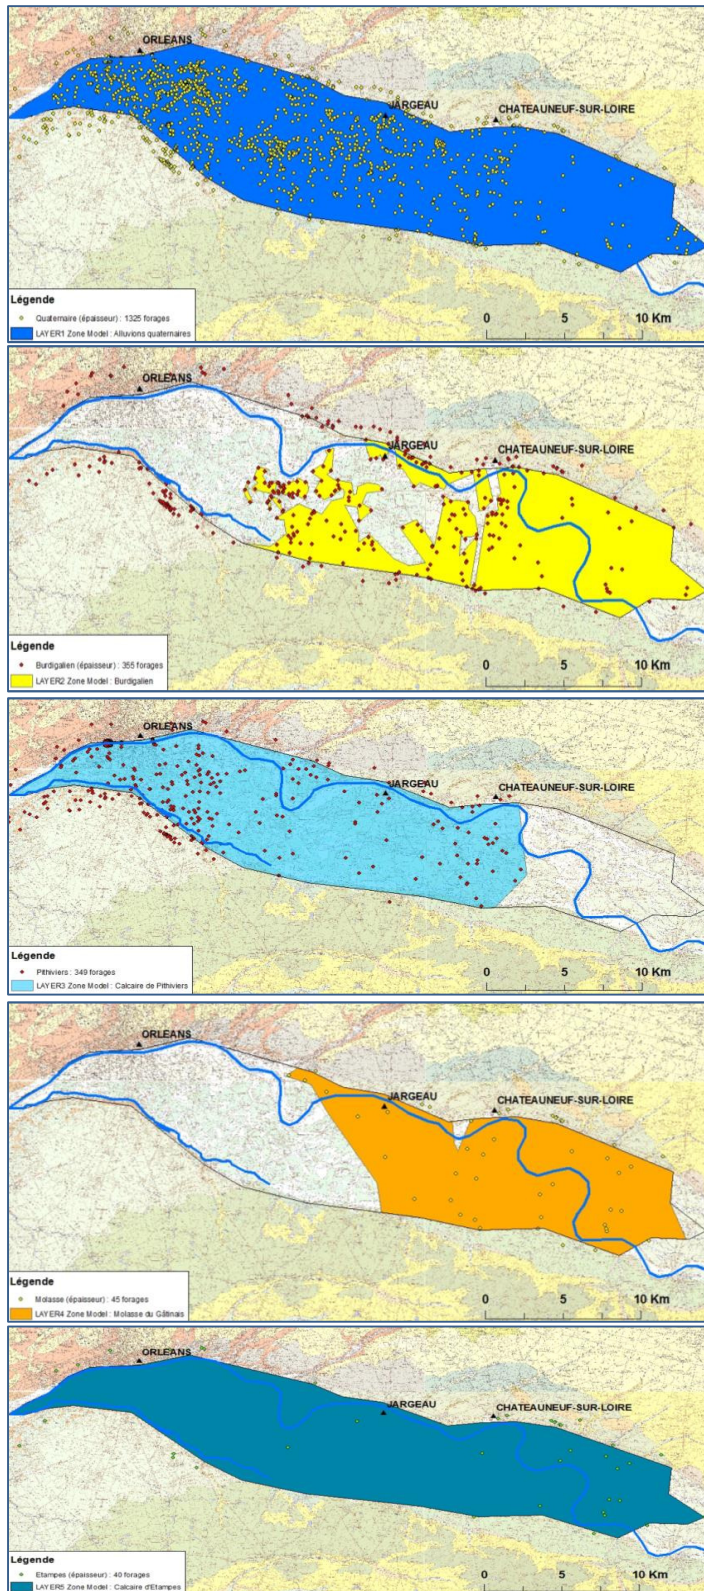 ORLEANS
JARGEAU
CHATEAUNEUF-SUR-LOIRE
Légende
Quaternaire (épaisseur) : 1325 forages
LAYER1 Zone Model : Alluvions quaternaires
0 5 10 Km
ORLEANS
JARGEAU
CHATEAUNEUF-SUR-LOIRE
Légende
Burdigalien (épaisseur) : 355 forages
LAYER2 Zone Model : Burdigalien
0 5 10 Km
ORLEANS
JARGEAU
CHATEAUNEUF-SUR-LOIRE
Légende
Pithiviers : 349 forages
LAYER3 Zone Model : Calcaire de Pithiviers
0 5 10 Km
ORLEANS
JARGEAU
CHATEAUNEUF-SUR-LOIRE
Légende
Molasse (épaisseur) : 45 forages
LAYER4 Zone Model : Molasse du Gâtinais
0 5 10 Km
ORLEANS
JARGEAU
CHATEAUNEUF-SUR-LOIRE
Légende
Etampes (épaisseur) : 40 forages
LAYER5 Zone Model : Calcaire d'Etampes
0 5 10 Km